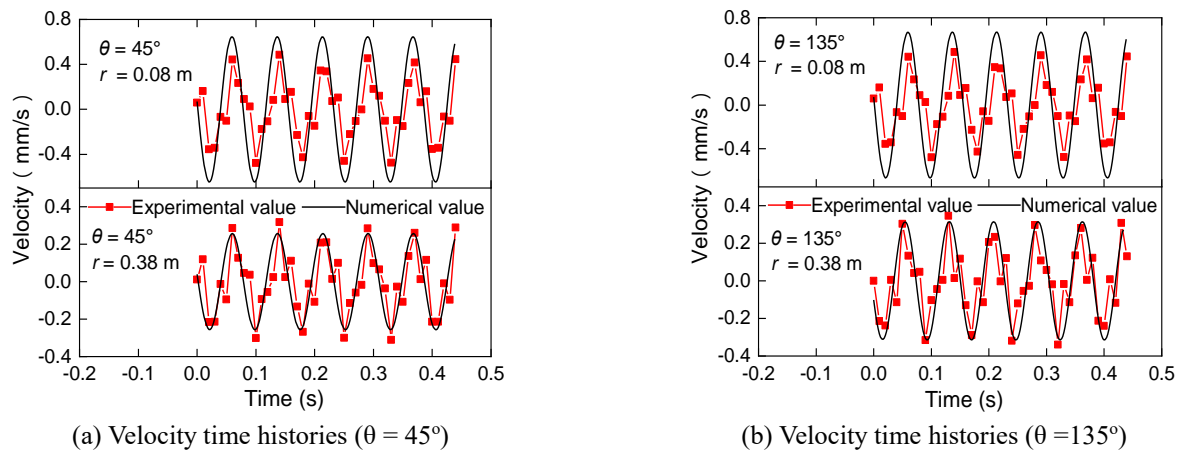 0.8
θ = 45°
r = 0.08 m
0.4
0.0
-0.4
Velocity ( mm/s )
0.4
Experimental value Numerical value
θ = 45°
r = 0.38 m
0.2
0.0
0.2
-0.4
-0.2 -0.1 0.0 0.1 0.2 0.3 0.4 0.5
Time (s)
(a) Velocity time histories (θ = 45º)
0.8
θ = 135°
r = 0.08 m
0.4
0.0
-0.4
Velocity ( mm/s )
0.4
Experimental value Numerical value
θ = 135°
r = 0.38 m
0.2
0.0
-0.2
-0.4
-0.2 -0.1 0.0 0.1 0.2 0.3 0.4 0.5
Time (s)
(b) Velocity time histories (θ =135º)